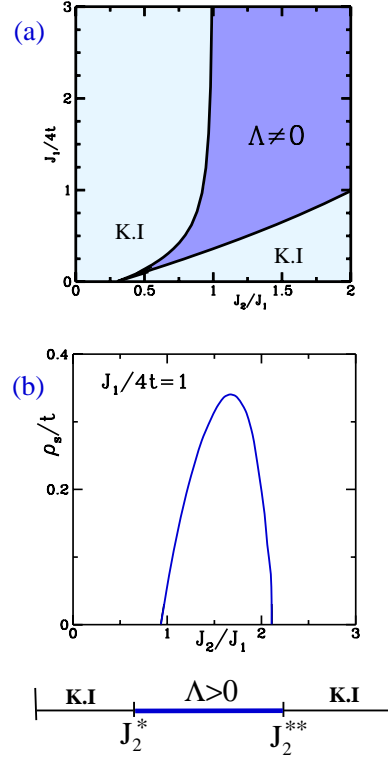 (a)
3
2
1
0
J₁/4t
Λ≠0
K.I
K.I
0
0.5
1
1.5
2
J₂/J₁
(b)
0.4
0.2
0
ρₛ/t
J₁/4t=1
0
1
2
3
J₂/J₁
K.I Λ>0 K.I
J₂* J₂**